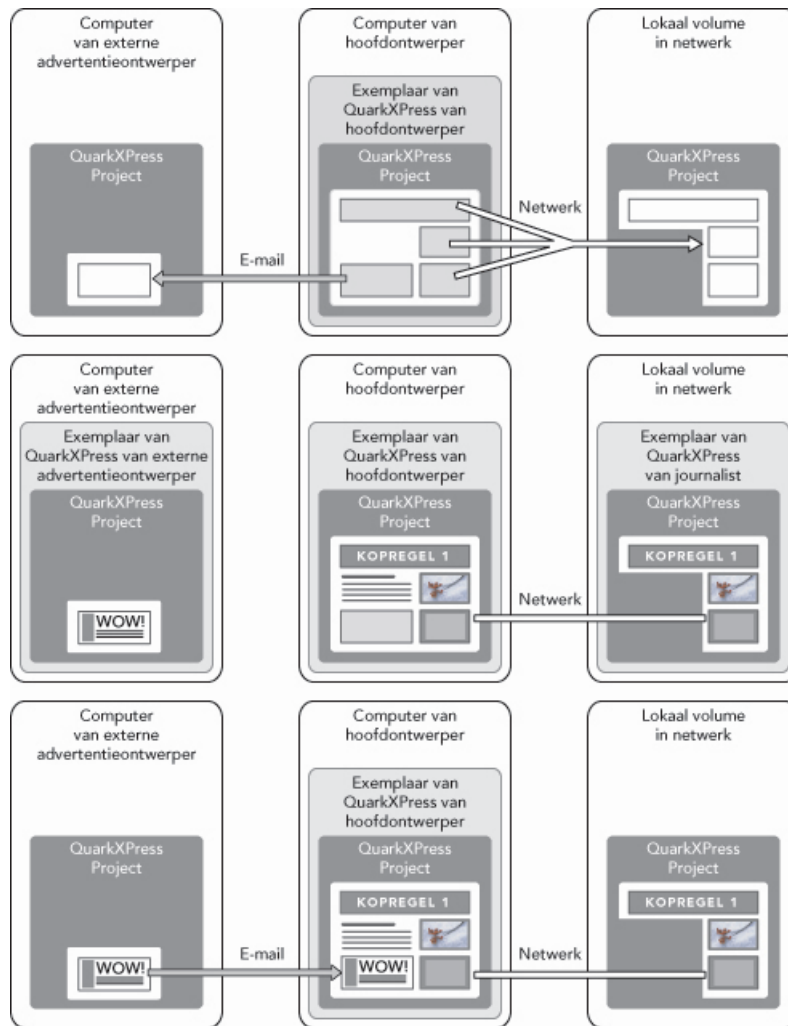 Computer
van externe
advertentieontwerper
QuarkXPress
Project
E-mail
Computer van
hoofdontwerper
Exemplaar van
QuarkXPress van
hoofdontwerper
QuarkXPress
Project
Netwerk
Lokaal volume
in netwerk
QuarkXPress
Project
Computer
van externe
advertentieontwerper
Exemplaar van
QuarkXPress van externe
advertentieontwerper
QuarkXPress
Project
WOW!
Computer van
hoofdontwerper
Exemplaar van
QuarkXPress van
hoofdontwerper
QuarkXPress
Project
KOPREGEL 1
Netwerk
Lokaal volume
in netwerk
Exemplaar van
QuarkXPress
van journalist
QuarkXPress
Project
KOPREGEL 1
Computer
van externe
advertentieontwerper
QuarkXPress
Project
WOW!
E-mail
Computer van
hoofdontwerper
Exemplaar van
QuarkXPress van
hoofdontwerper
QuarkXPress
Project
KOPREGEL 1
WOW!
Netwerk
Lokaal volume
in netwerk
QuarkXPress
Project
KOPREGEL 1